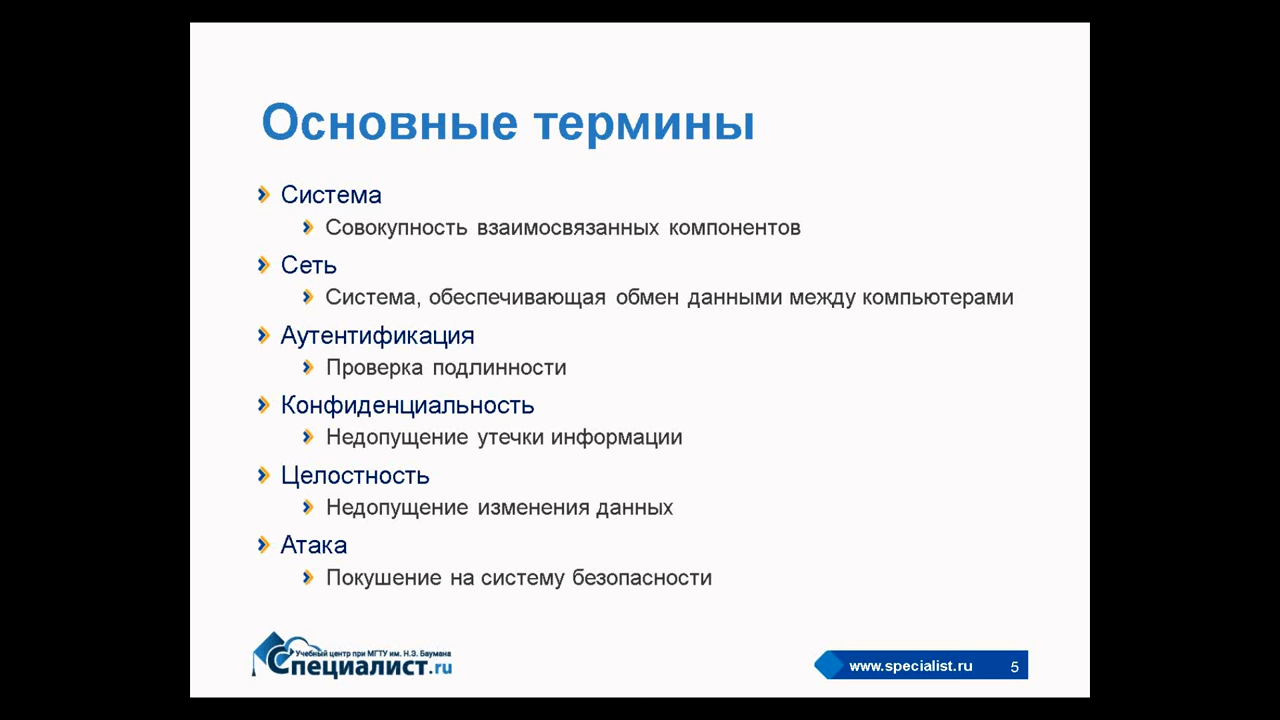 Основные термины
Система
Совокупность взаимосвязанных компонентов
Сеть
Система, обеспечивающая обмен данными между компьютерами
Аутентификация
Проверка подлинности
Конфиденциальность
Недопущение утечки информации
Целостность
Недопущение изменения данных
Атака
Покушение на систему безопасности
Учебный центр при МГТУ им. Н.Э. Баумана
Специалист.ru
www.specialist.ru 5